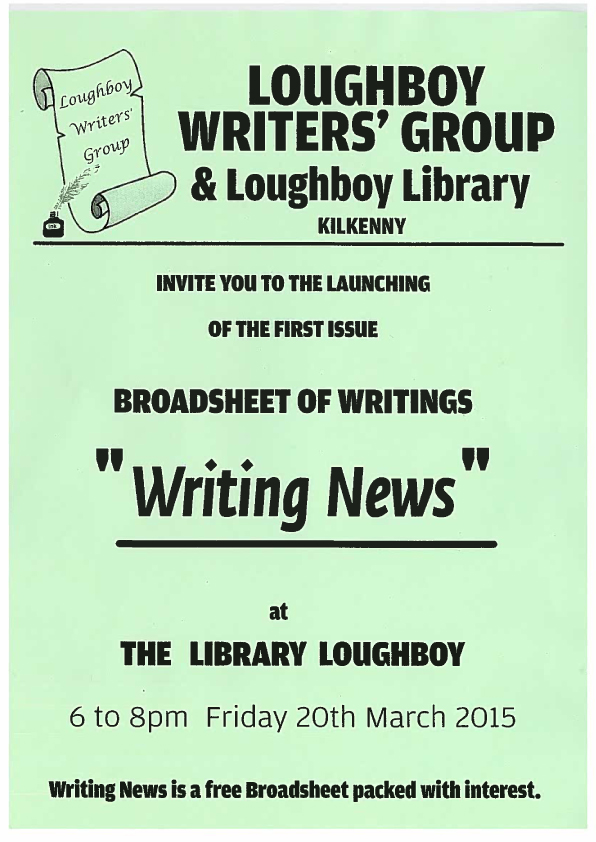 Loughboy
Writers'
Group
ink
LOUGHBOY
WRITERS' GROUP
& Loughboy Library
KILKENNY
INVITE YOU TO THE LAUNCHING
OF THE FIRST ISSUE
BROADSHEET OF WRITINGS
"Writing News"
at
THE LIBRARY LOUGHBOY
6 to 8pm Friday 20th March 2015
Writing News is a free Broadsheet packed with interest.